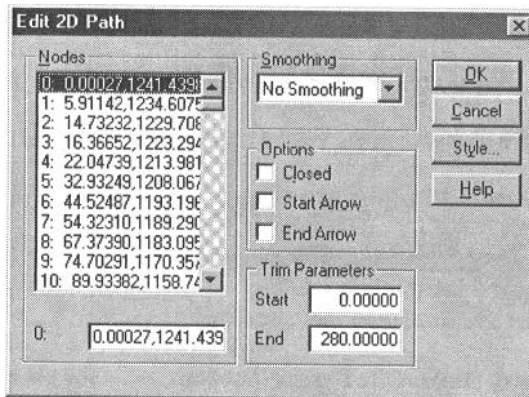 Edit 2D Path
Nodes
0: 0.00027,1241.439
1: 5.91142,1234.6075
2: 14.73232,1229.708
3: 16.36652,1223.294
4: 22.04739,1213.981
5: 32.93249,1208.067
6: 44.52487,1193.196
7: 54.32310,1189.290
8: 67.37390,1183.095
9: 74.70291,1170.357
10: 89.93382,1158.74
0: 0.00027,1241.439
Smoothing
No Smoothing
Options
Closed
Start Arrow
End Arrow
Trim Parameters
Start 0.00000
End 280.00000
OK
Cancel
Style...
Help